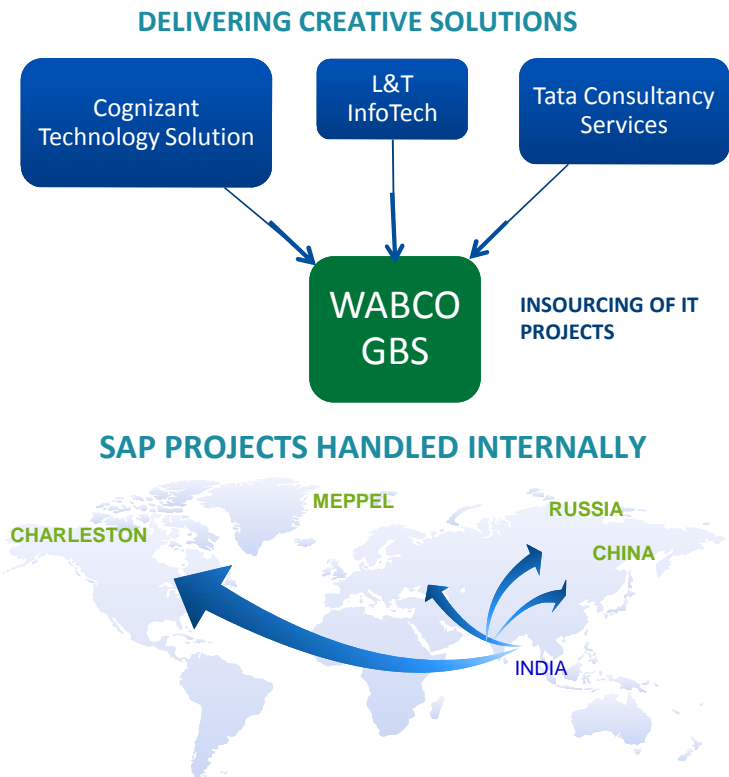 DELIVERING CREATIVE SOLUTIONS
Cognizant
Technology Solution
L&T
InfoTech
Tata Consultancy
Services
WABCO
GBS
INSOURCING OF IT
PROJECTS
SAP PROJECTS HANDLED INTERNALLY
MEPPEL
RUSSIA
CHARLESTON
CHINA
INDIA